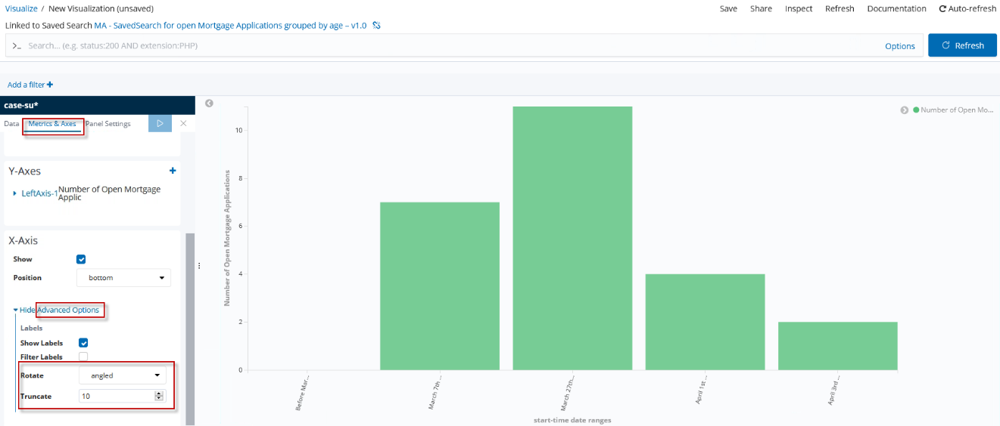 Visualize / New Visualization (unsaved)
Save Share Inspect Refresh Documentation Auto-refresh
Linked to Saved Search MA - SavedSearch for open Mortgage Applications grouped by age – v1.0
>_ Search... (e.g. status:200 AND extension:PHP)
Options
Refresh
Add a filter +
case-su*
Data Metrics & Axes Panel Settings
Y-Axes
LeftAxis-1 Number of Open Mortgage
Applic
X-Axis
Show
Position bottom
Hide Advanced Options
Labels
Show Labels
Filter Labels
Rotate angled
Truncate 10
Number of Open Mo...
Number of Open Mortgage Applications
10
8
6
4
2
0
Before Mar ...
March 7th ...
March 27th...
April 1st ...
April 3rd ...
start-time date ranges